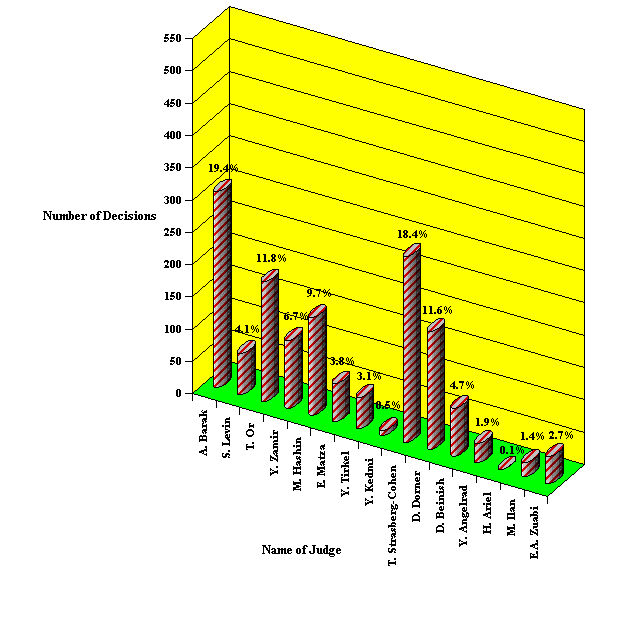 550
500
450
400
350
300
250
200
150
100
50
0
Number of Decisions
19.4%
4.1%
11.8%
6.7%
9.7%
3.8%
3.1%
0.5%
18.4%
11.6%
4.7%
1.9%
0.1%
1.4%
2.7%
A. Barak
S. Levin
T. Or
Y. Zamir
M. Hashin
E. Matza
Y. Tirkel
Y. Kedmi
T. Strasberg-Cohen
D. Dorner
D. Beinish
Y. Angelrad
H. Ariel
M. Ilan
E.A. Zuabi
Name of Judge